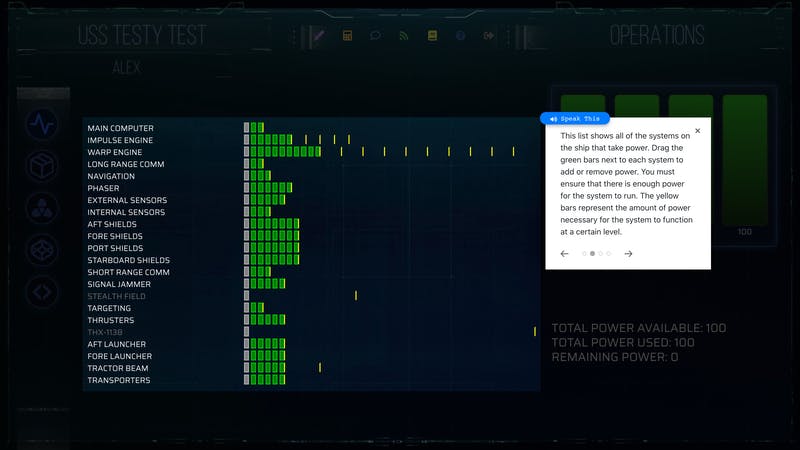 USS TESTY TEST
OPERATIONS
ALEX
MAIN COMPUTER
IMPULSE ENGINE
WARP ENGINE
LONG RANGE COMM
NAVIGATION
PHASER
EXTERNAL SENSORS
INTERNAL SENSORS
AFT SHIELDS
FORE SHIELDS
PORT SHIELDS
STARBOARD SHIELDS
SHORT RANGE COMM
SIGNAL JAMMER
STEALTH FIELD
TARGETING
THRUSTERS
THX-1138
AFT LAUNCHER
FORE LAUNCHER
TRACTOR BEAM
TRANSPORTERS
Speak This
This list shows all of the systems on
the ship that take power. Drag the
green bars next to each system to
add or remove power. You must
ensure that there is enough power
for the system to run. The yellow
bars represent the amount of power
necessary for the system to function
at a certain level.
100
TOTAL POWER AVAILABLE: 100
TOTAL POWER USED: 100
REMAINING POWER: 0